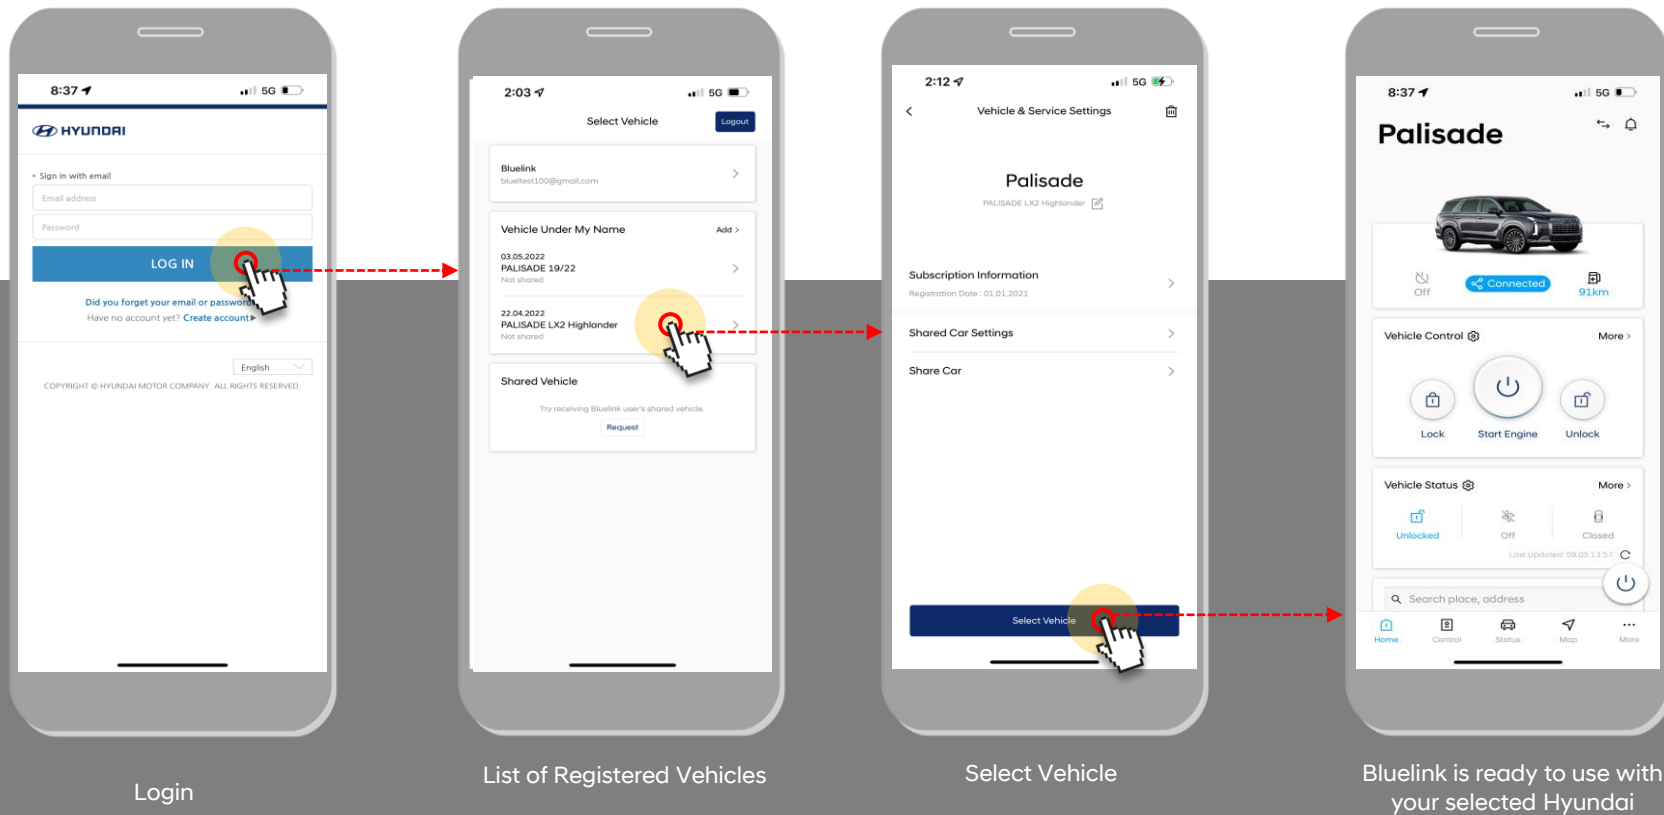 8:37
5G
HYUNDAI
• Sign in with email
Email address
Password
LOG IN
Did you forget your email or password
Have no account yet? Create account
English
COPYRIGHT © HYUNDAI MOTOR COMPANY. ALL RIGHTS RESERVED.
Login
2:03
5G
Select Vehicle
Logout
Bluelink
blueltest100@gmail.com
Vehicle Under My Name
Add >
03.05.2022
PALISADE 19/22
Not shared
22.04.2022
PALISADE LX2 Highlander
Not shared
Shared Vehicle
Try receiving Bluelink user's shared vehicle.
Request
List of Registered Vehicles
2:12
5G
Vehicle & Service Settings
Palisade
PALISADE LX2 Highlander
Subscription Information
Registration Date : 01.01.2021
Shared Car Settings
Share Car
Select Vehicle
Select Vehicle
8:37
5G
Palisade
Off
Connected
91km
Vehicle Control
More >
Lock
Start Engine
Unlock
Vehicle Status
More >
Unlocked
Off
Closed
Last Updated: 09.05 13:57
Search place, address
Home
Control
Status
Map
More
Bluelink is ready to use with
your selected Hyundai